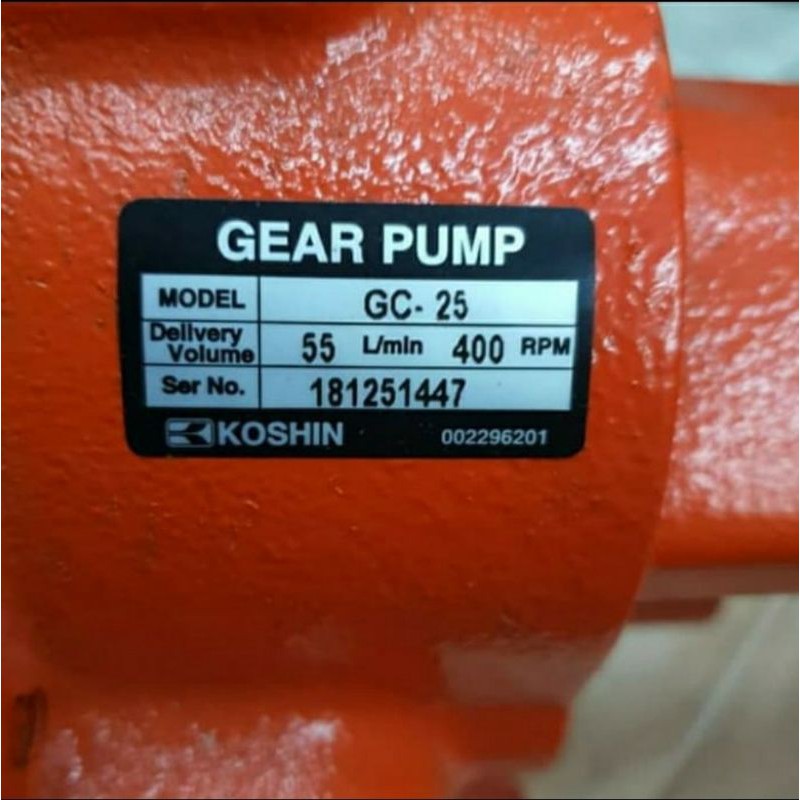 GEAR PUMP
MODEL GC- 25
Delivery Volume 55 L/min 400 RPM
Ser No. 181251447
KOSHIN 002296201